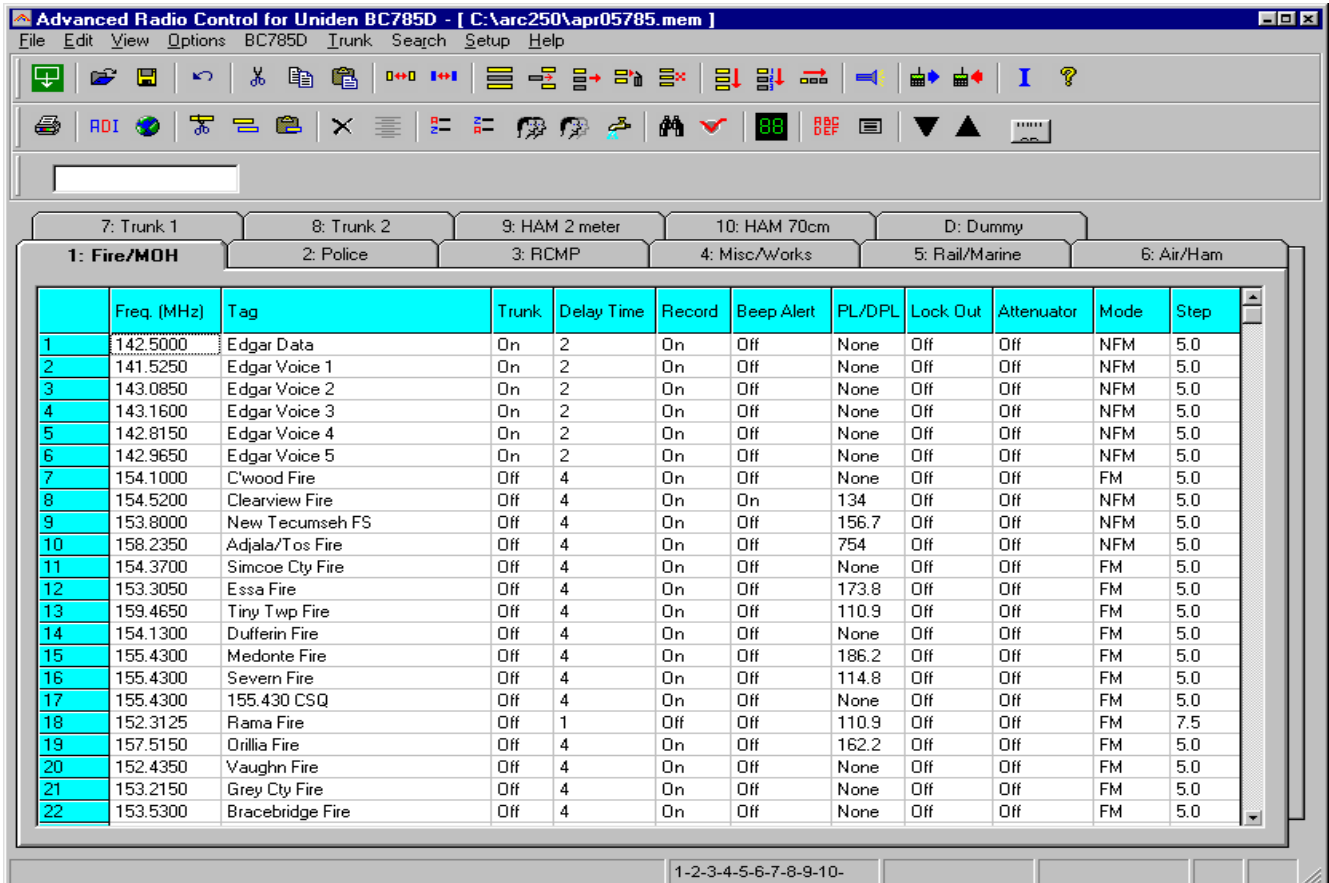 Advanced Radio Control for Uniden BC785D - [ C:\arc250\apr05785.mem ]
File Edit View Options BC785D Trunk Search Setup Help
ADI 88 ABC DEF
7: Trunk 1 8: Trunk 2 9: HAM 2 meter 10: HAM 70cm D: Dummy
1: Fire/MOH 2: Police 3: RCMP 4: Misc/Works 5: Rail/Marine 6: Air/Ham
Freq. (MHz) Tag Trunk Delay Time Record Beep Alert PL/DPL Lock Out Attenuator Mode Step
1 142.5000 Edgar Data On 2 On Off None Off Off NFM 5.0
2 141.5250 Edgar Voice 1 On 2 On Off None Off Off NFM 5.0
3 143.0850 Edgar Voice 2 On 2 On Off None Off Off NFM 5.0
4 143.1600 Edgar Voice 3 On 2 On Off None Off Off NFM 5.0
5 142.8150 Edgar Voice 4 On 2 On Off None Off Off NFM 5.0
6 142.9650 Edgar Voice 5 On 2 On Off None Off Off NFM 5.0
7 154.1000 C'wood Fire Off 4 On Off None Off Off FM 5.0
8 154.5200 Clearview Fire Off 4 On On 134 Off Off NFM 5.0
9 153.8000 New Tecumseh FS Off 4 On Off 156.7 Off Off NFM 5.0
10 158.2350 Adjala/Tos Fire Off 4 On Off 754 Off Off NFM 5.0
11 154.3700 Simcoe Cty Fire Off 4 On Off None Off Off FM 5.0
12 153.3050 Essa Fire Off 4 On Off 173.8 Off Off FM 5.0
13 159.4650 Tiny Twp Fire Off 4 On Off 110.9 Off Off FM 5.0
14 154.1300 Dufferin Fire Off 4 On Off None Off Off FM 5.0
15 155.4300 Medonte Fire Off 4 On Off 186.2 Off Off FM 5.0
16 155.4300 Severn Fire Off 4 On Off 114.8 Off Off FM 5.0
17 155.4300 155.430 CSQ Off 4 On Off None Off Off FM 5.0
18 152.3125 Rama Fire Off 1 Off Off 110.9 Off Off FM 7.5
19 157.5150 Orillia Fire Off 4 On Off 162.2 Off Off FM 5.0
20 152.4350 Vaughn Fire Off 4 On Off None Off Off FM 5.0
21 153.2150 Grey Cty Fire Off 4 On Off None Off Off FM 5.0
22 153.5300 Bracebridge Fire Off 4 On Off None Off Off FM 5.0
1-2-3-4-5-6-7-8-9-10-